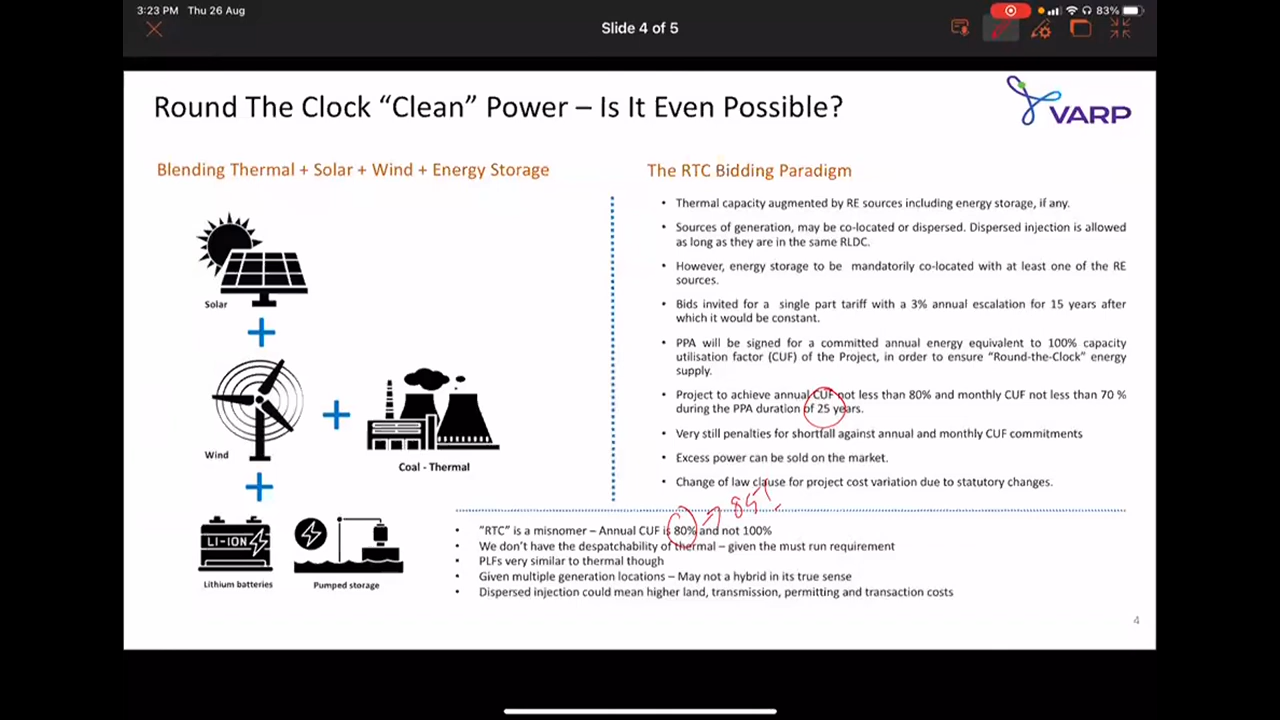 3:23 PM Thu 26 Aug
83%
Slide 4 of 5
Round The Clock “Clean” Power – Is It Even Possible?
VARP
Blending Thermal + Solar + Wind + Energy Storage
Solar
Wind
Coal - Thermal
LI-ION
Lithium batteries
Pumped storage
The RTC Bidding Paradigm
• Thermal capacity augmented by RE sources including energy storage, if any.
• Sources of generation, may be co-located or dispersed. Dispersed injection is allowed
as long as they are in the same RLDC.
• However, energy storage to be mandatorily co-located with at least one of the RE
sources.
• Bids invited for a single part tariff with a 3% annual escalation for 15 years after
which it would be constant.
• PPA will be signed for a committed annual energy equivalent to 100% capacity
utilisation factor (CUF) of the Project, in order to ensure “Round-the-Clock” energy
supply.
• Project to achieve annual CUF not less than 80% and monthly CUF not less than 70 %
during the PPA duration of 25 years.
• Very still penalties for shortfall against annual and monthly CUF commitments
• Excess power can be sold on the market.
• Change of law clause for project cost variation due to statutory changes.
85%
• “RTC” is a misnomer – Annual CUF is 80% and not 100%
• We don’t have the despatchability of thermal – given the must run requirement
• PLFs very similar to thermal though
• Given multiple generation locations – May not a hybrid in its true sense
• Dispersed injection could mean higher land, transmission, permitting and transaction costs
4